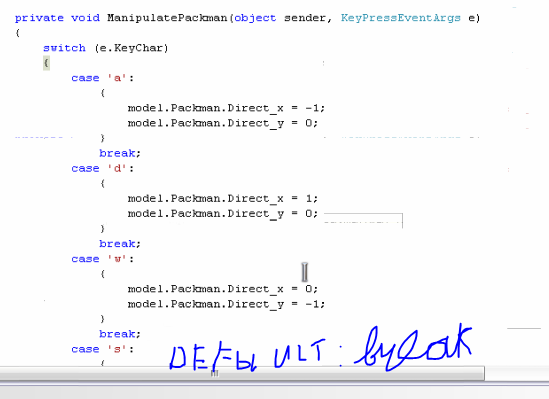 private void ManipulatePackman(object sender, KeyPressEventArgs e)
{
switch (e.KeyChar)
{
case 'a':
{
model.Packman.Direct_x = -1;
model.Packman.Direct_y = 0;
}
break;
case 'd':
{
model.Packman.Direct_x = 1;
model.Packman.Direct_y = 0;
}
break;
case 'w':
{
model.Packman.Direct_x = 0;
model.Packman.Direct_y = -1;
}
break;
case 's':
{
ULT: